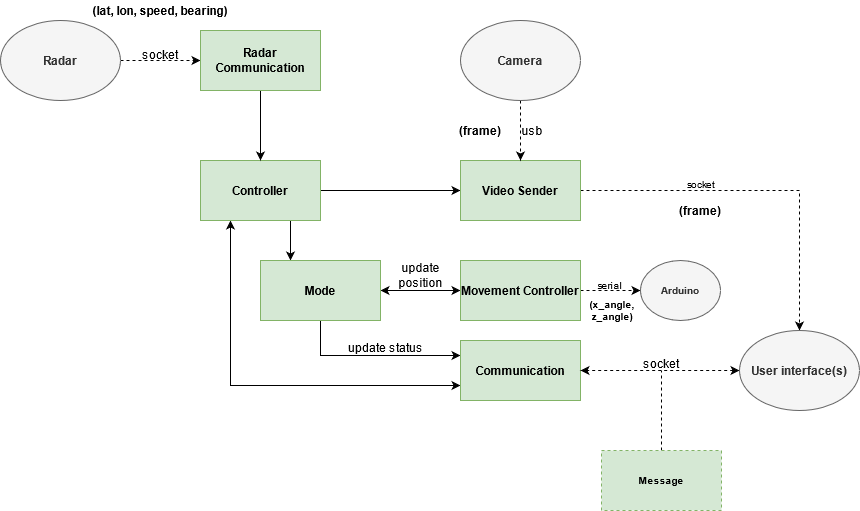 (lat, lon, speed, bearing)
Radar
socket
Radar
Communication
Camera
(frame)
usb
Controller
Video Sender
socket
(frame)
Mode
update
position
Movement Controller
serial
(x_angle,
z_angle)
Arduino
update status
Communication
socket
User interface(s)
Message